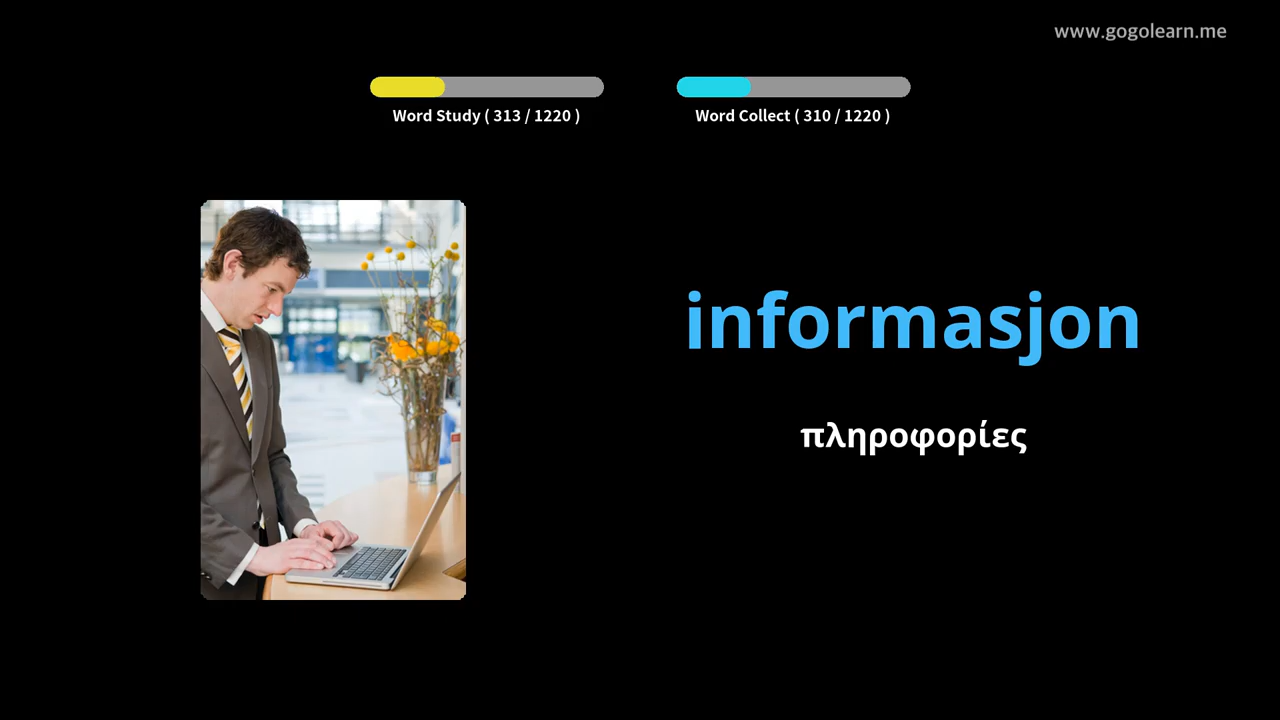 www.gogolearn.me
Word Study ( 313 / 1220 )
Word Collect ( 310 / 1220 )
informasjon
πληροφορίες